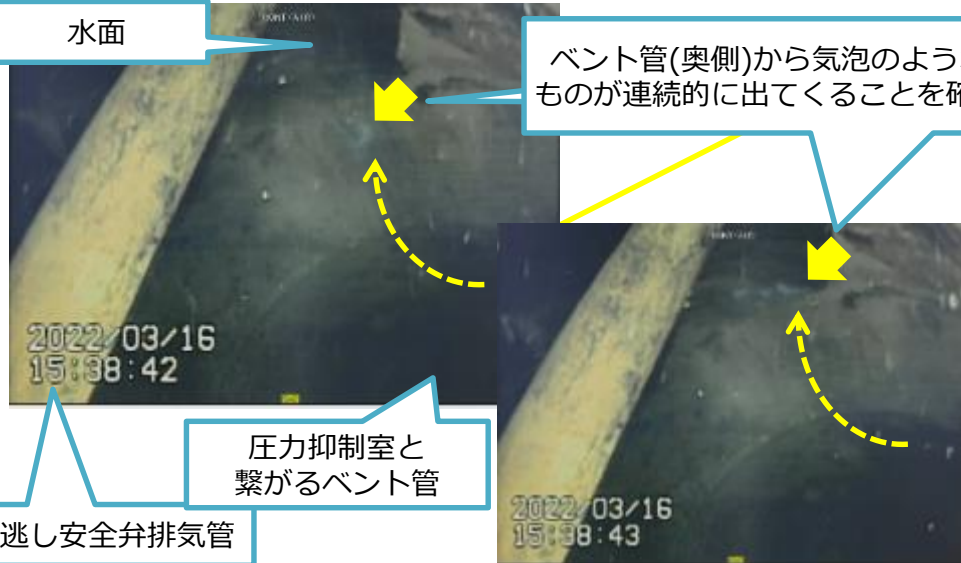 水面
ベント管(奥側)から気泡のよう
ものが連続的に出てくることを確
2022/03/16
15:38:42
圧力抑制室と
繋がるベント管
逃し安全弁排気管
2022/03/16
15:38:43